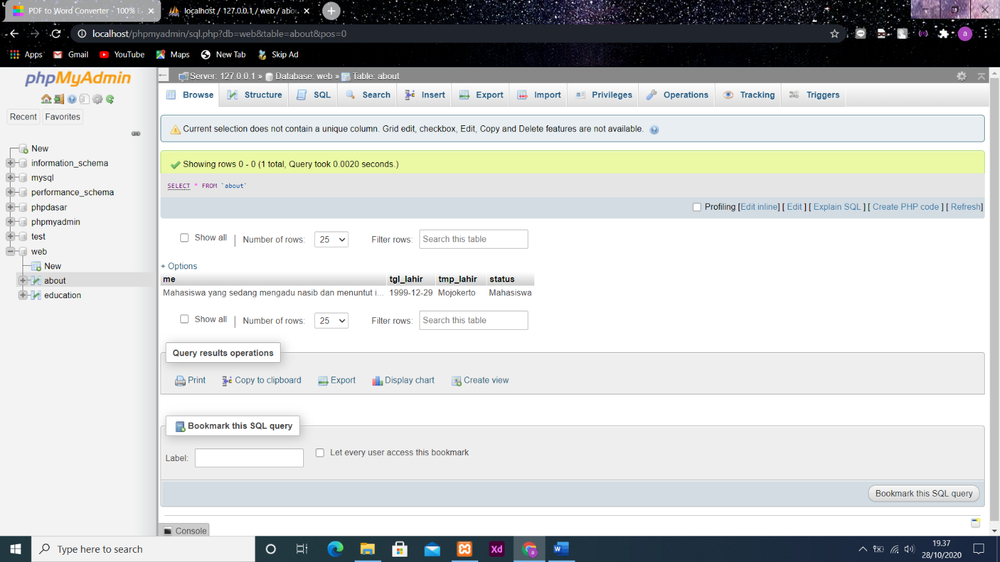 PDF to Word Converter - 100%
localhost / 127.0.0.1 / web / abou
localhost/phpmyadmin/sql.php?db=web&table=about&pos=0
a
Apps Gmail YouTube Maps New Tab Skip Ad
phpMyAdmin
Recent Favorites
New
information_schema
mysql
performance_schema
phpdasar
phpmyadmin
test
web
New
about
education
Server: 127.0.0.1 » Database: web » Table: about
Browse Structure SQL Search Insert Export Import Privileges Operations Tracking Triggers
Current selection does not contain a unique column. Grid edit, checkbox, Edit, Copy and Delete features are not available.
Showing rows 0 - 0 (1 total, Query took 0.0020 seconds.)
SELECT * FROM `about`
Profiling [Edit inline] [ Edit ] [ Explain SQL ] [ Create PHP code ] [ Refresh]
Show all | Number of rows: 25 Filter rows: Search this table
+ Options
me tgl_lahir tmp_lahir status
Mahasiswa yang sedang mengadu nasib dan menuntut i... 1999-12-29 Mojokerto Mahasiswa
Show all | Number of rows: 25 Filter rows: Search this table
Query results operations
Print Copy to clipboard Export Display chart Create view
Bookmark this SQL query
Label: Let every user access this bookmark
Bookmark this SQL query
Console
Type here to search
Xd
a
W
19.37
28/10/2020